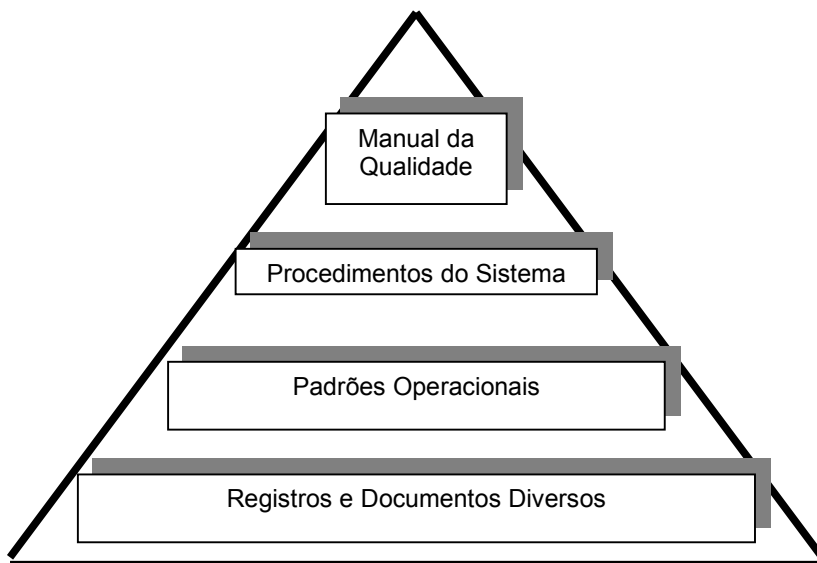 Manual da
Qualidade
Procedimentos do Sistema
Padrões Operacionais
Registros e Documentos Diversos